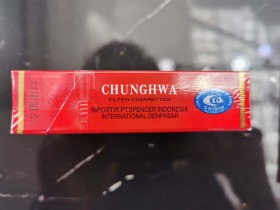 CHUNGHWA
FILTER CIGARETTES
IMPORTIR:PT.SPENCER INDONESIA
INTERNATIONAL DENPASAR